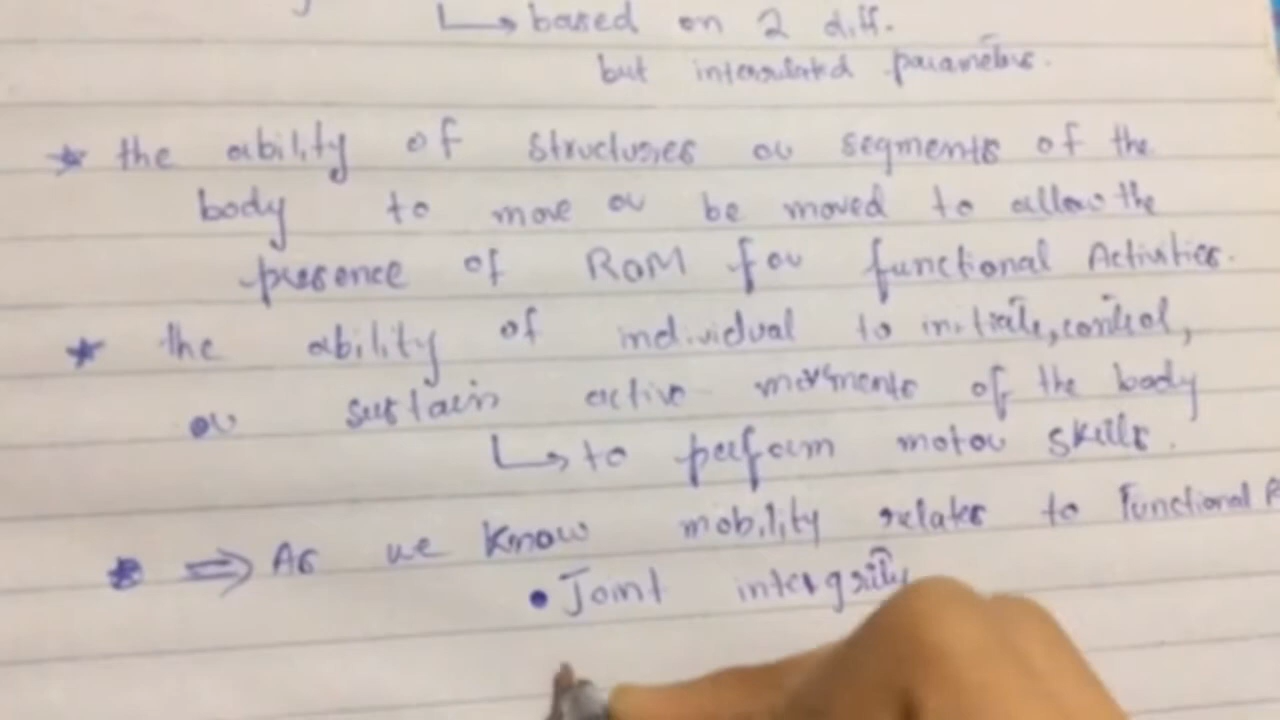 ↳ based on 2 diff.
but interrelated parameters.
★ the ability of structures or segments of the
body to move or be moved to allow the
presence of ROM for functional Activities.
★ the ability of individual to initiate, control,
or sustain active movements of the body
↳ to perform motor skills.
⇒ As we know mobility relates to Functional
• Joint intergrity